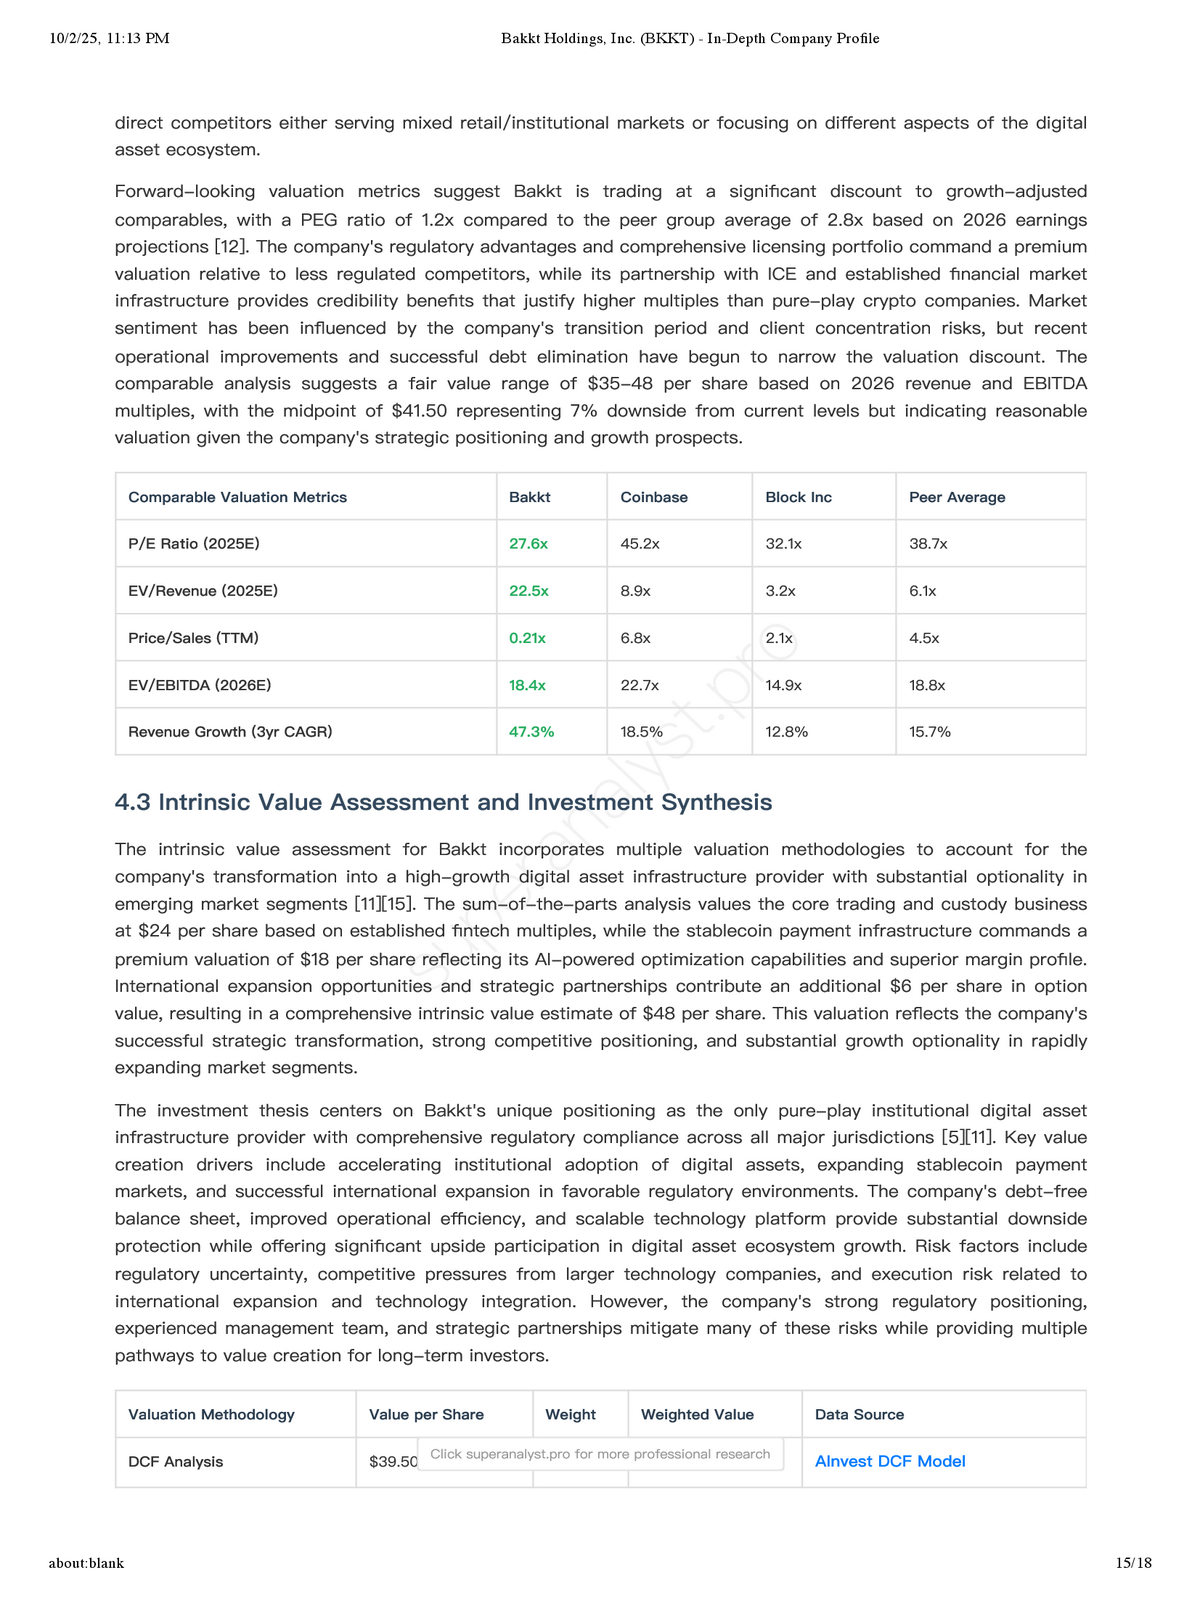 10/2/25, 11:13 PM Bakkt Holdings, Inc. (BKKT) - In-Depth Company Profile
direct competitors either serving mixed retail/institutional markets or focusing on different aspects of the digital
asset ecosystem.
Forward-looking valuation metrics suggest Bakkt is trading at a significant discount to growth-adjusted
comparables, with a PEG ratio of 1.2x compared to the peer group average of 2.8x based on 2026 earnings
projections [12]. The company's regulatory advantages and comprehensive licensing portfolio command a premium
valuation relative to less regulated competitors, while its partnership with ICE and established financial market
infrastructure provides credibility benefits that justify higher multiples than pure-play crypto companies. Market
sentiment has been influenced by the company's transition period and client concentration risks, but recent
operational improvements and successful debt elimination have begun to narrow the valuation discount. The
comparable analysis suggests a fair value range of $35-48 per share based on 2026 revenue and EBITDA
multiples, with the midpoint of $41.50 representing 7% downside from current levels but indicating reasonable
valuation given the company's strategic positioning and growth prospects.
Comparable Valuation Metrics Bakkt Coinbase Block Inc Peer Average
P/E Ratio (2025E) 27.6x 45.2x 32.1x 38.7x
EV/Revenue (2025E) 22.5x 8.9x 3.2x 6.1x
Price/Sales (TTM) 0.21x 6.8x 2.1x 4.5x
EV/EBITDA (2026E) 18.4x 22.7x 14.9x 18.8x
Revenue Growth (3yr CAGR) 47.3% 18.5% 12.8% 15.7%
superanalyst.pro
4.3 Intrinsic Value Assessment and Investment Synthesis
The intrinsic value assessment for Bakkt incorporates multiple valuation methodologies to account for the
company's transformation into a high-growth digital asset infrastructure provider with substantial optionality in
emerging market segments [11][15]. The sum-of-the-parts analysis values the core trading and custody business
at $24 per share based on established fintech multiples, while the stablecoin payment infrastructure commands a
premium valuation of $18 per share reflecting its AI-powered optimization capabilities and superior margin profile.
International expansion opportunities and strategic partnerships contribute an additional $6 per share in option
value, resulting in a comprehensive intrinsic value estimate of $48 per share. This valuation reflects the company's
successful strategic transformation, strong competitive positioning, and substantial growth optionality in rapidly
expanding market segments.
The investment thesis centers on Bakkt's unique positioning as the only pure-play institutional digital asset
infrastructure provider with comprehensive regulatory compliance across all major jurisdictions [5][11]. Key value
creation drivers include accelerating institutional adoption of digital assets, expanding stablecoin payment
markets, and successful international expansion in favorable regulatory environments. The company's debt-free
balance sheet, improved operational efficiency, and scalable technology platform provide substantial downside
protection while offering significant upside participation in digital asset ecosystem growth. Risk factors include
regulatory uncertainty, competitive pressures from larger technology companies, and execution risk related to
international expansion and technology integration. However, the company's strong regulatory positioning,
experienced management team, and strategic partnerships mitigate many of these risks while providing multiple
pathways to value creation for long-term investors.
Valuation Methodology Value per Share Weight Weighted Value Data Source
DCF Analysis $39.50 AInvest DCF Model
Click superanalyst.pro for more professional research
about:blank 15/18